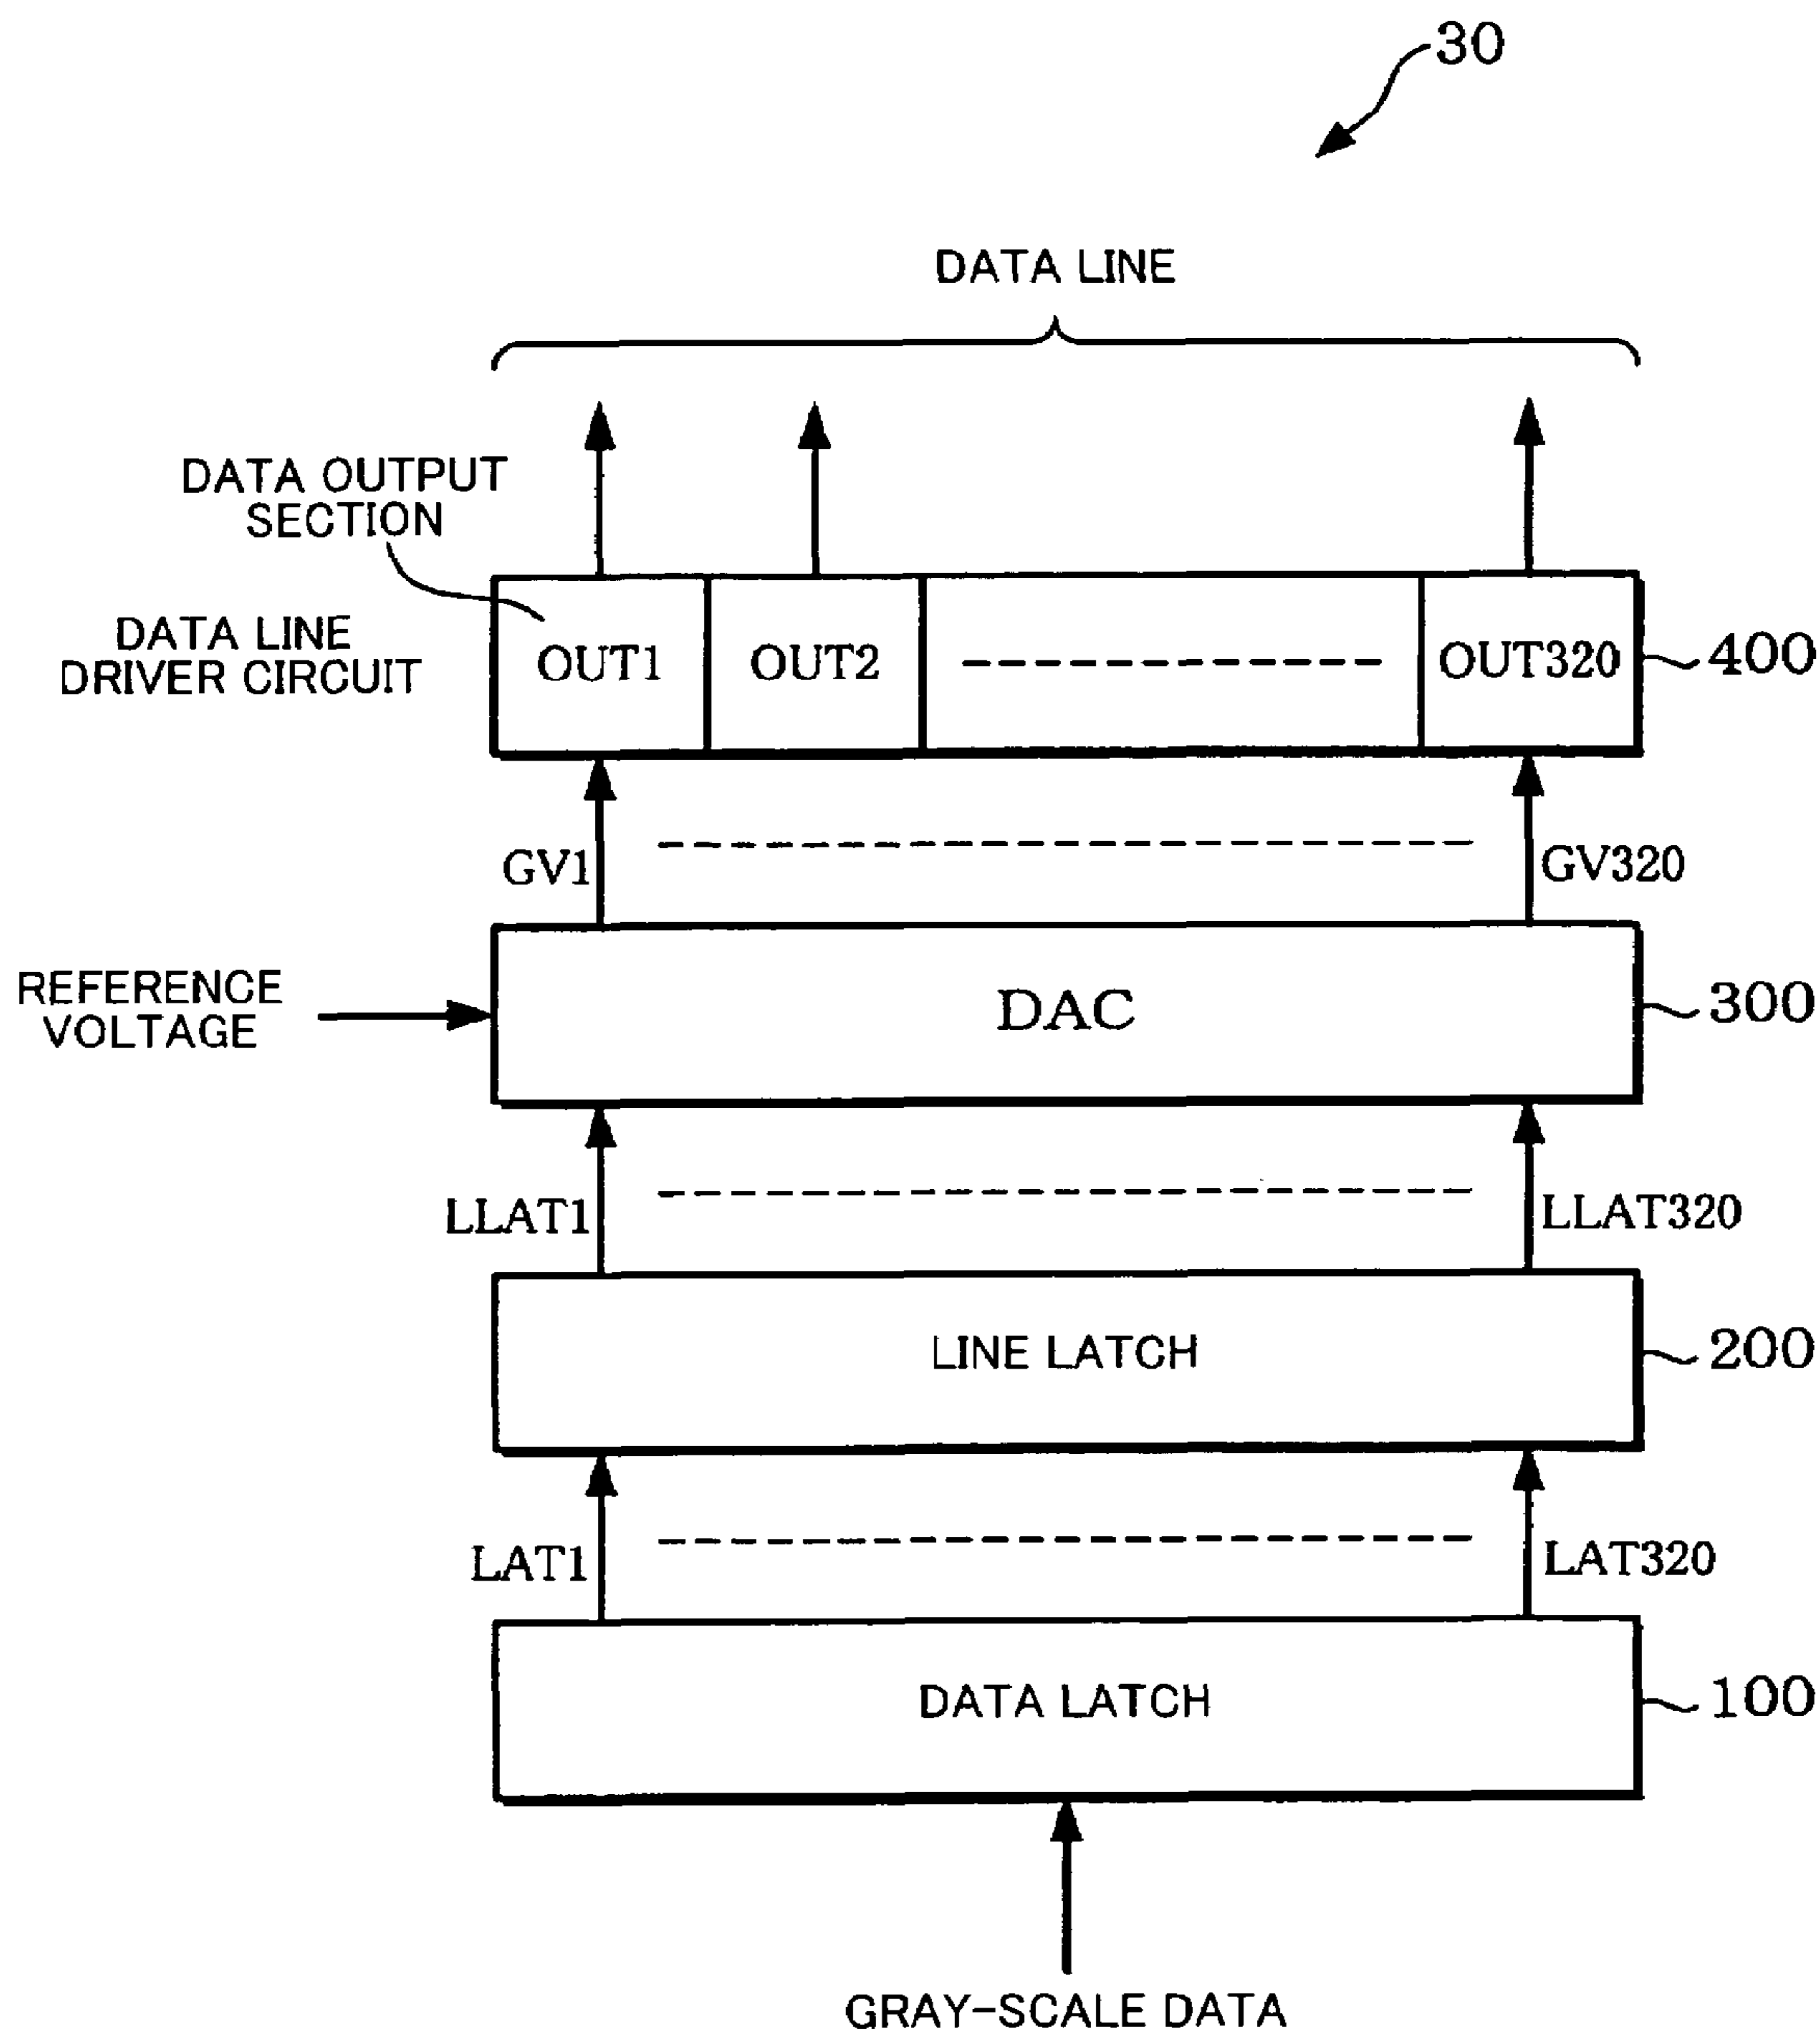 30
DATA LINE
DATA OUTPUT
SECTION
DATA LINE
DRIVER CIRCUIT
OUT1
OUT2
OUT320
400
GV1
GV320
REFERENCE
VOLTAGE
DAC
300
LLAT1
LLAT320
LINE LATCH
200
LAT1
LAT320
DATA LATCH
100
GRAY-SCALE DATA